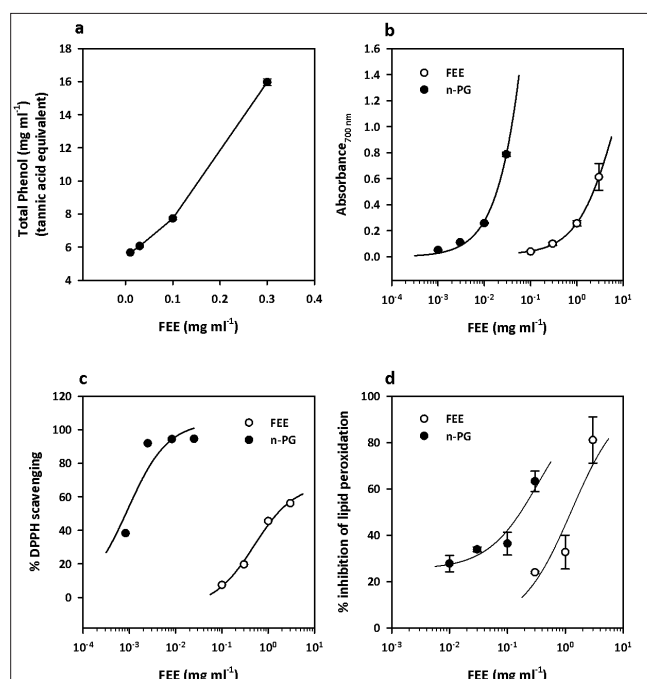 a
Total Phenol (mg ml⁻¹)
(tannic acid equivalent)
18
16
14
12
10
8
6
4
0.0 0.1 0.2 0.3 0.4
FEE (mg ml⁻¹)
b
Absorbance700 nm
1.6
1.4
1.2
1.0
0.8
0.6
0.4
0.2
0.0
FEE
n-PG
10⁻⁴ 10⁻³ 10⁻² 10⁻¹ 10⁰ 10¹
FEE (mg ml⁻¹)
c
% DPPH scavenging
120
100
80
60
40
20
0
FEE
n-PG
10⁻⁴ 10⁻³ 10⁻² 10⁻¹ 10⁰ 10¹
FEE (mg ml⁻¹)
d
% inhibition of lipid peroxidation
100
80
60
40
20
0
FEE
n-PG
10⁻³ 10⁻² 10⁻¹ 10⁰ 10¹
FEE (mg ml⁻¹)